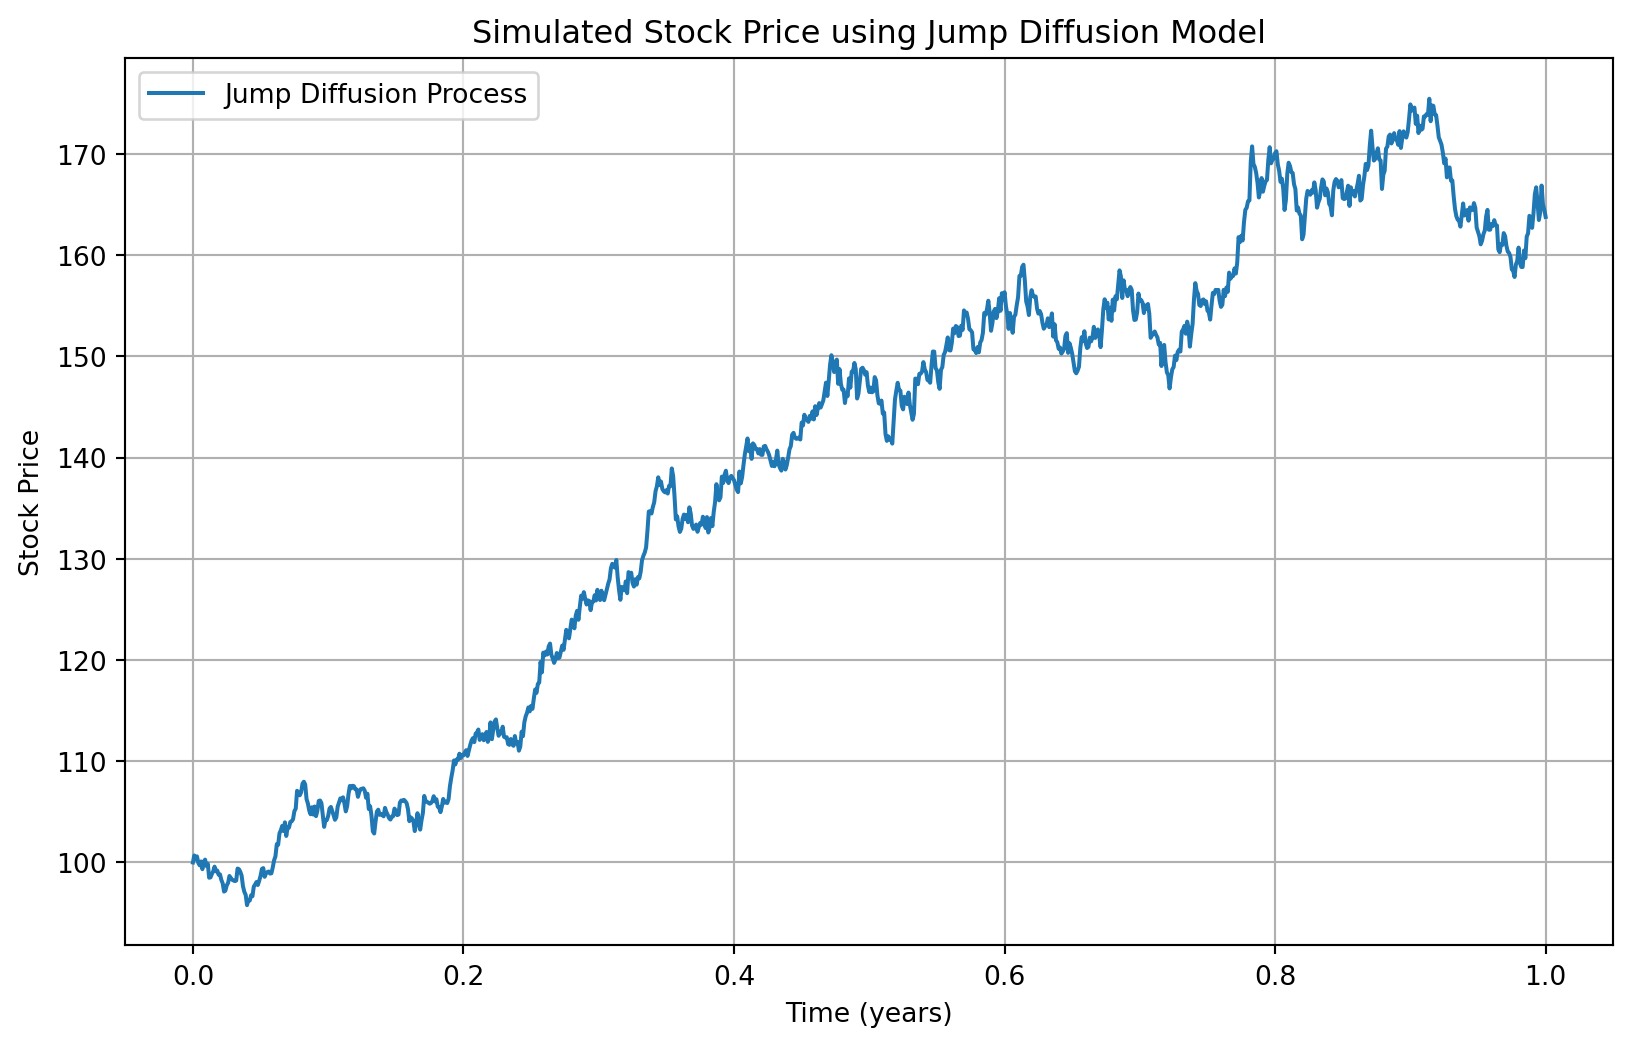 Simulated Stock Price using Jump Diffusion Model
Jump Diffusion Process
Stock Price
170
160
150
140
130
120
110
100
0.0 0.2 0.4 0.6 0.8 1.0
Time (years)